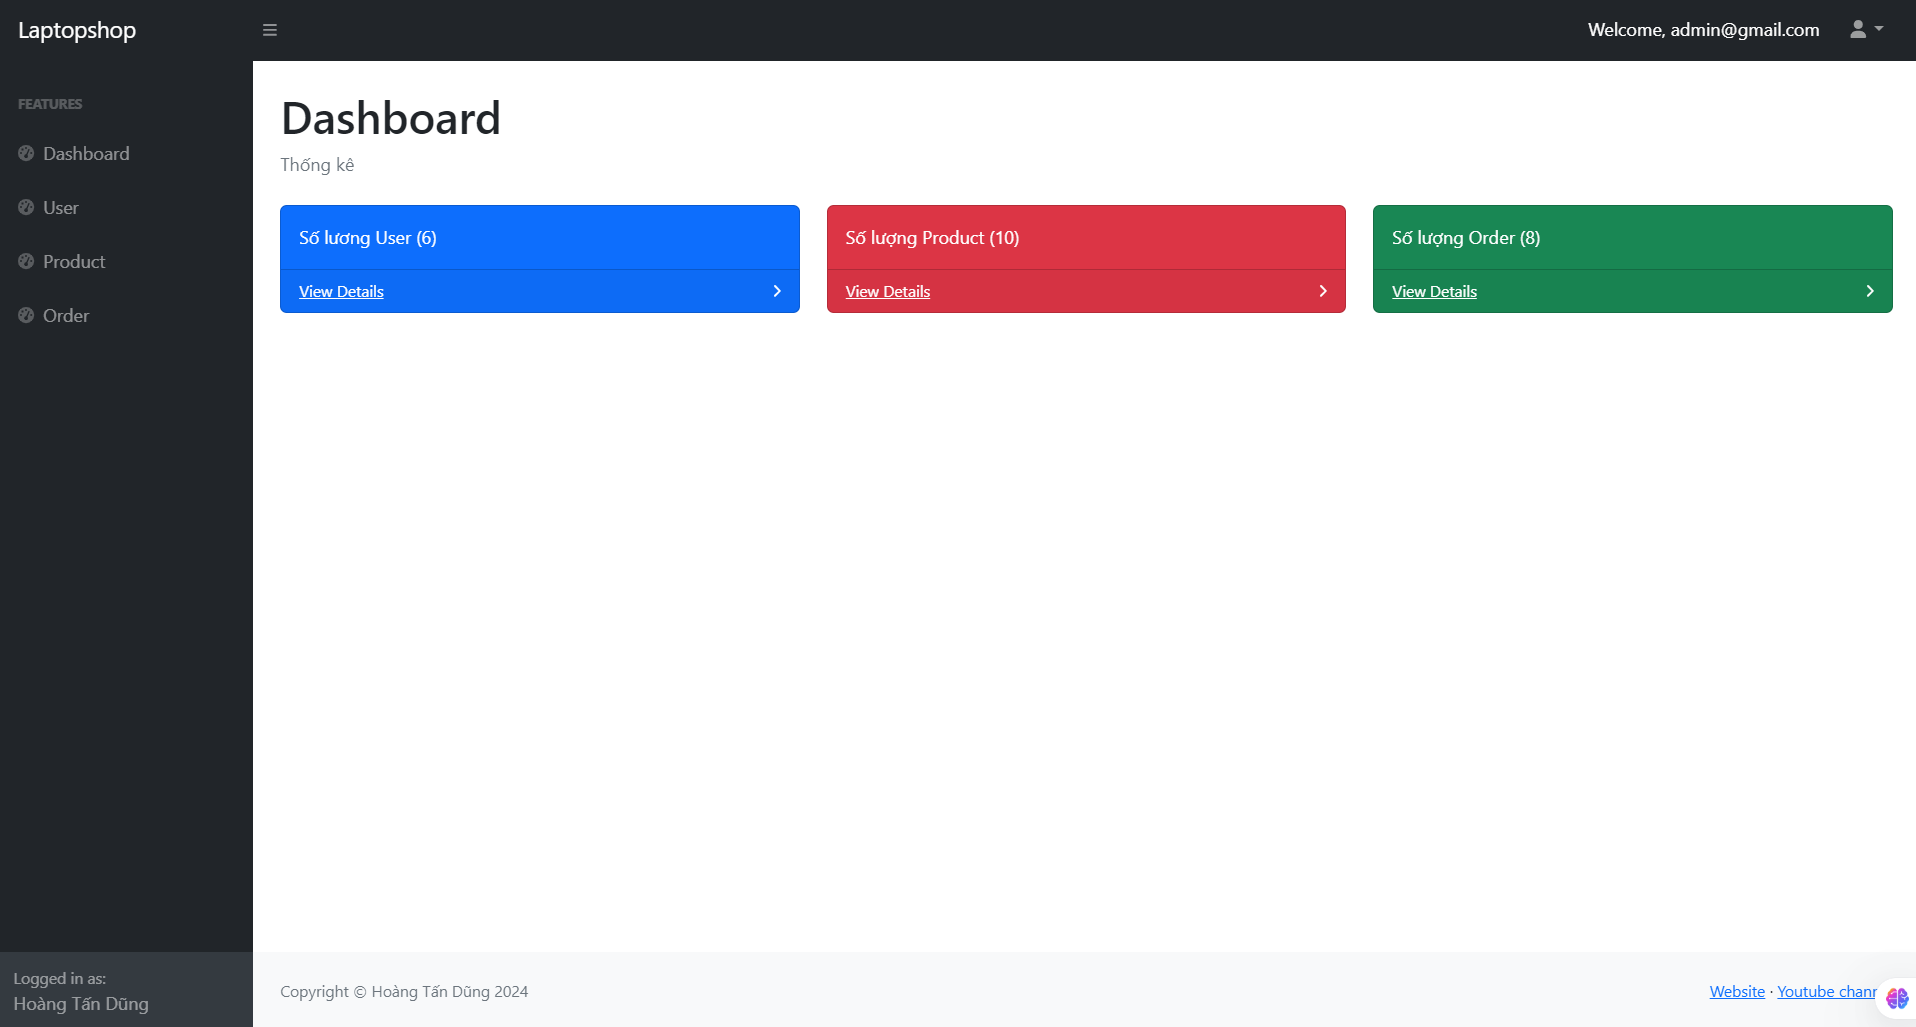 Laptopshop
Welcome, admin@gmail.com
FEATURES
Dashboard
User
Product
Order
Dashboard
Thống kê
Số lương User (6)
View Details
Số lượng Product (10)
View Details
Số lượng Order (8)
View Details
Logged in as:
Hoàng Tấn Dũng
Copyright © Hoàng Tấn Dũng 2024
Website · Youtube